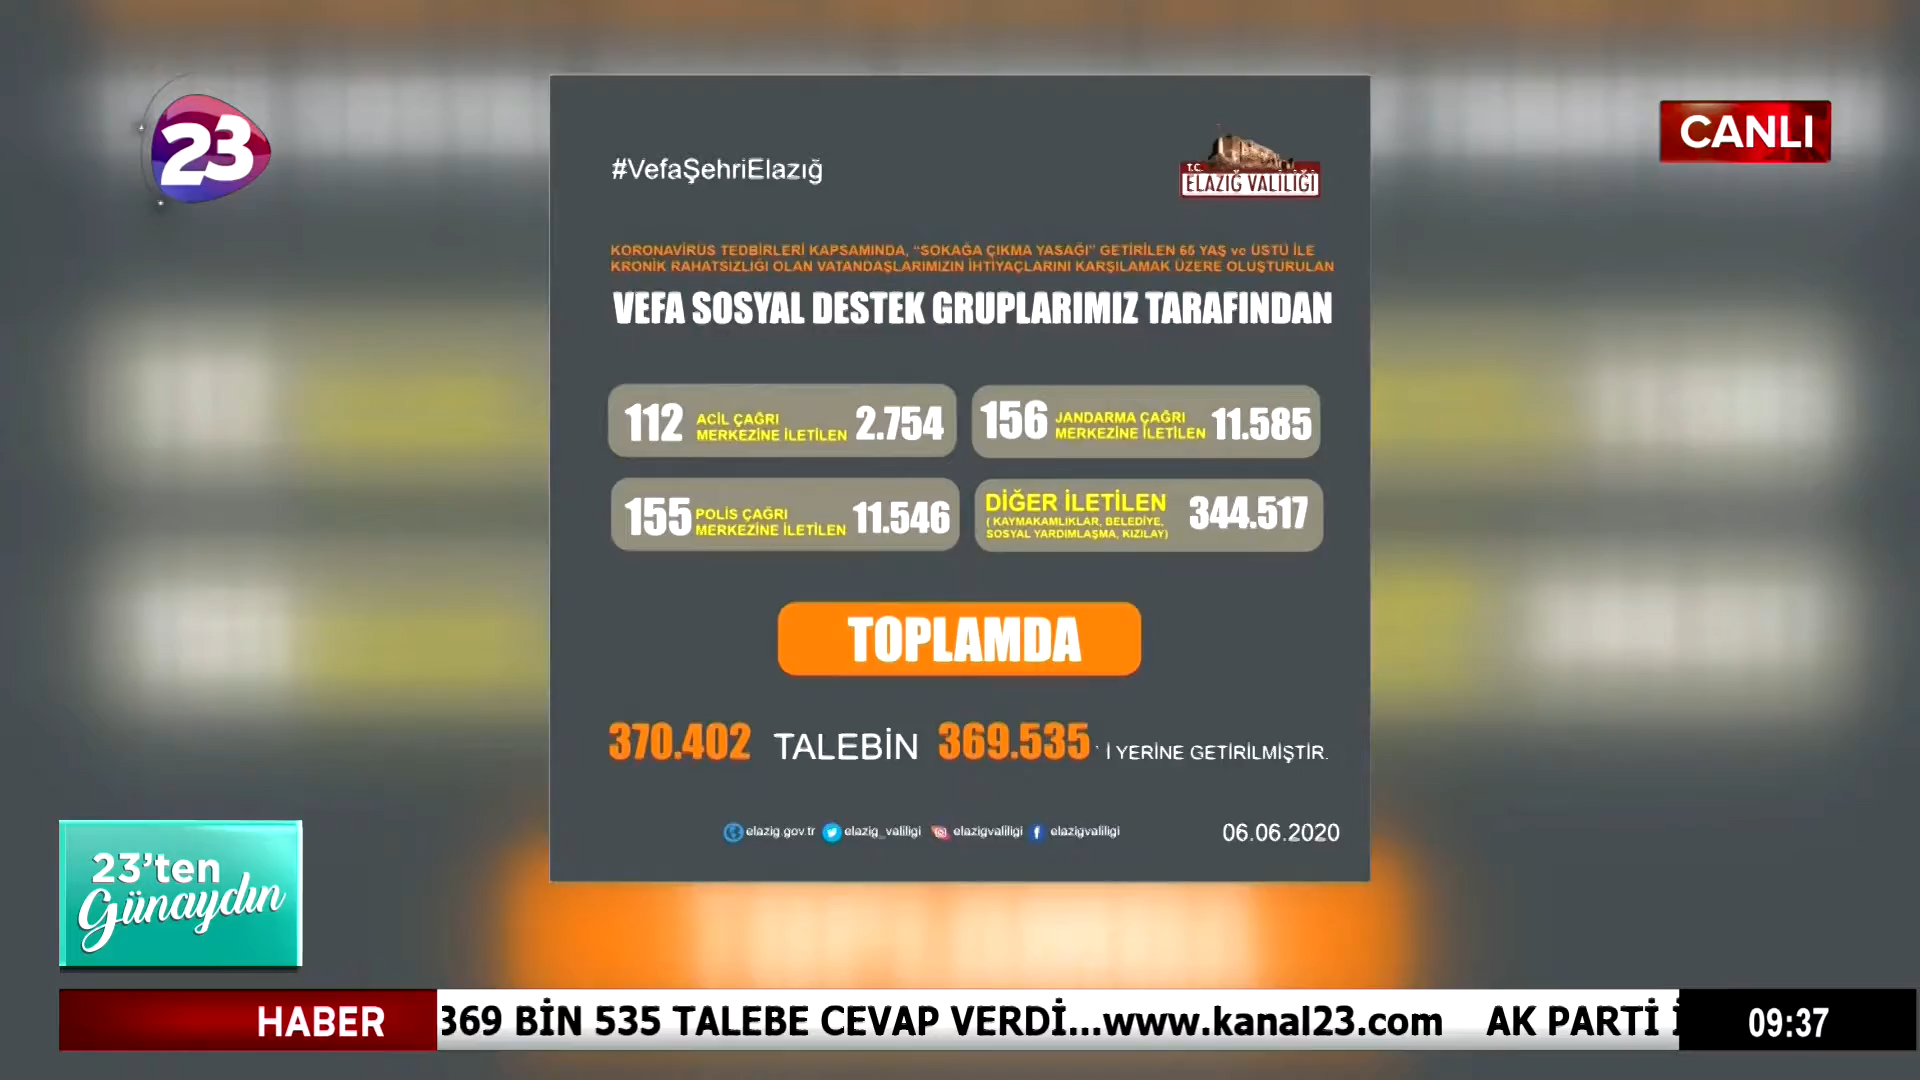 23
CANLI
#VefaŞehriElazığ
T.C.
ELAZIĞ VALİLİĞİ
KORONAVİRÜS TEDBİRLERİ KAPSAMINDA, “SOKAĞA ÇIKMA YASAĞI” GETİRİLEN 65 YAŞ ve ÜSTÜ İLE
KRONİK RAHATSIZLIĞI OLAN VATANDAŞLARIMIZIN İHTİYAÇLARINI KARŞILAMAK ÜZERE OLUŞTURULAN
VEFA SOSYAL DESTEK GRUPLARIMIZ TARAFINDAN
112 ACİL ÇAĞRI MERKEZİNE İLETİLEN 2.754
156 JANDARMA ÇAĞRI MERKEZİNE İLETİLEN 11.585
155 POLİS ÇAĞRI MERKEZİNE İLETİLEN 11.546
DİĞER İLETİLEN 344.517
( KAYMAKAMLIKLAR, BELEDİYE,
SOSYAL YARDIMLAŞMA, KIZILAY)
TOPLAMDA
370.402 TALEBİN 369.535 ' İ YERİNE GETİRİLMİŞTİR.
elazig.gov.tr elazig_valiligi elazigvaliligi elazigvaliligi 06.06.2020
23’ten
Günaydın
HABER 369 BİN 535 TALEBE CEVAP VERDİ...www.kanal23.com AK PARTİ İ 09:37